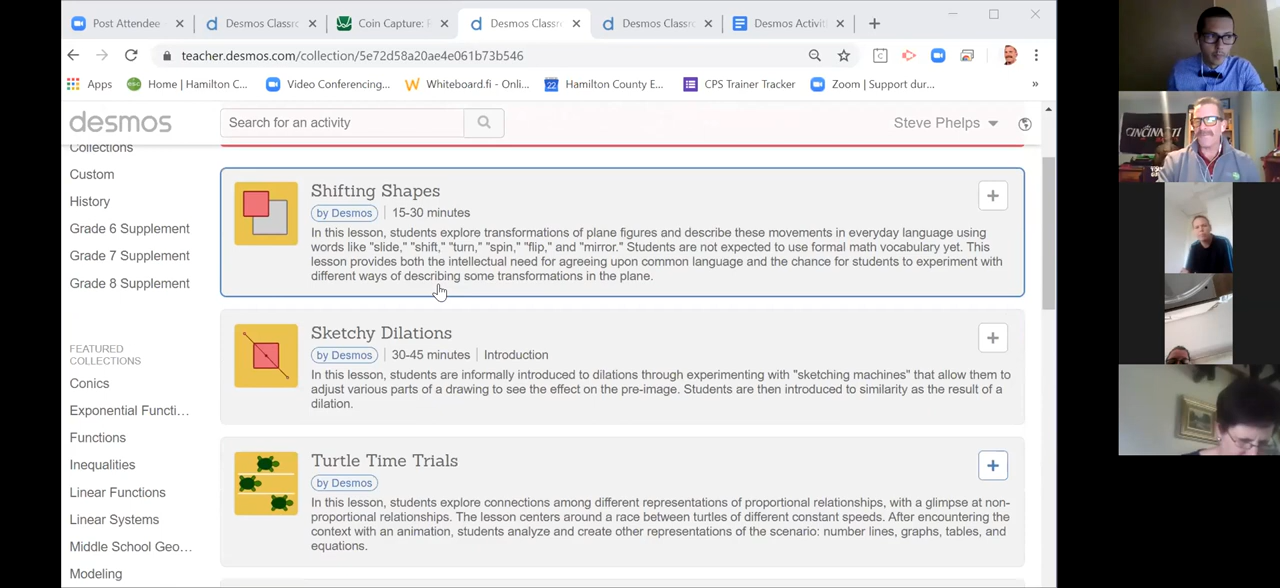 Post Attendee
Desmos Classr
Coin Capture: F
Desmos Classr
Desmos Classr
Desmos Activi
teacher.desmos.com/collection/5e72d58a20ae4e061b73b546
Apps
Home | Hamilton C...
Video Conferencing...
Whiteboard.fi - Onli...
22
Hamilton County E...
CPS Trainer Tracker
Zoom | Support dur...
»
desmos
Search for an activity
Steve Phelps
Collections
Custom
History
Grade 6 Supplement
Grade 7 Supplement
Grade 8 Supplement
FEATURED
COLLECTIONS
Conics
Exponential Functi...
Functions
Inequalities
Linear Functions
Linear Systems
Middle School Geo...
Modeling
Shifting Shapes
by Desmos | 15-30 minutes
In this lesson, students explore transformations of plane figures and describe these movements in everyday language using
words like "slide," "shift," "turn," "spin," "flip," and "mirror." Students are not expected to use formal math vocabulary yet. This
lesson provides both the intellectual need for agreeing upon common language and the chance for students to experiment with
different ways of describing some transformations in the plane.
Sketchy Dilations
by Desmos | 30-45 minutes | Introduction
In this lesson, students are informally introduced to dilations through experimenting with "sketching machines" that allow them to
adjust various parts of a drawing to see the effect on the pre-image. Students are then introduced to similarity as the result of a
dilation.
Turtle Time Trials
by Desmos
In this lesson, students explore connections among different representations of proportional relationships, with a glimpse at non-
proportional relationships. The lesson centers around a race between turtles of different constant speeds. After encountering the
context with an animation, students analyze and create other representations of the scenario: number lines, graphs, tables, and
equations.
CINCINNATI